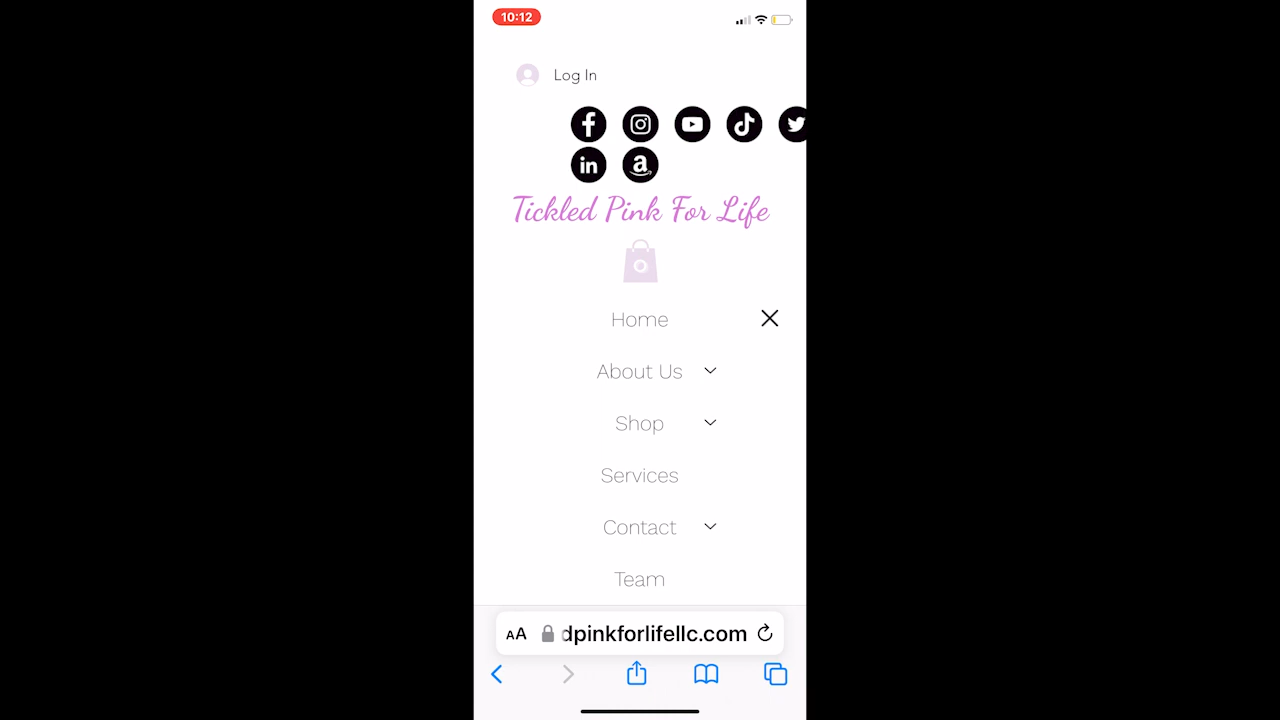 10:12
Log In
Tickled Pink For Life
Home
About Us
Shop
Services
Contact
Team
AA dpinkforlifellc.com